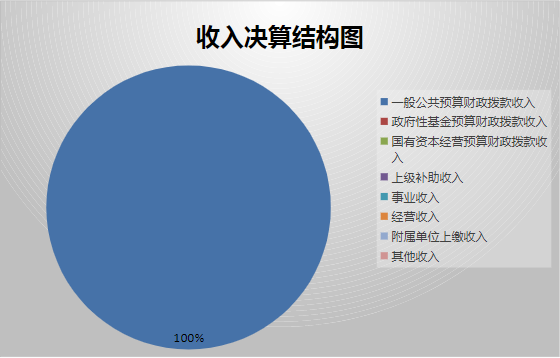 收入决算结构图
一般公共预算财政拨款收入
政府性基金预算财政拨款收入
国有资本经营预算财政拨款收
入
上级补助收入
事业收入
经营收入
附属单位上缴收入
其他收入
100%